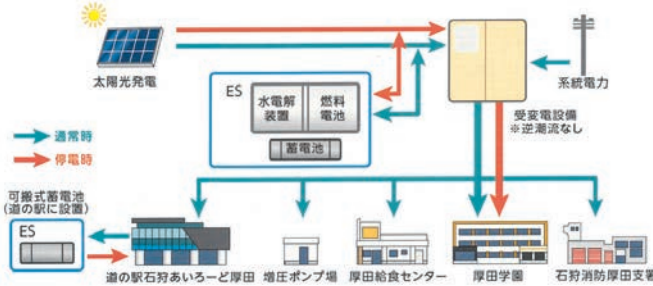 太陽光発電
ES
水電解
装置
燃料
電池
蓄電池
系統電力
受変電設備
※逆潮流なし
通常時
停電時
可搬式蓄電池
(道の駅に設置)
ES
道の駅石狩あいろーど厚田
増圧ポンプ場
厚田給食センター
厚田学園
石狩消防厚田支署